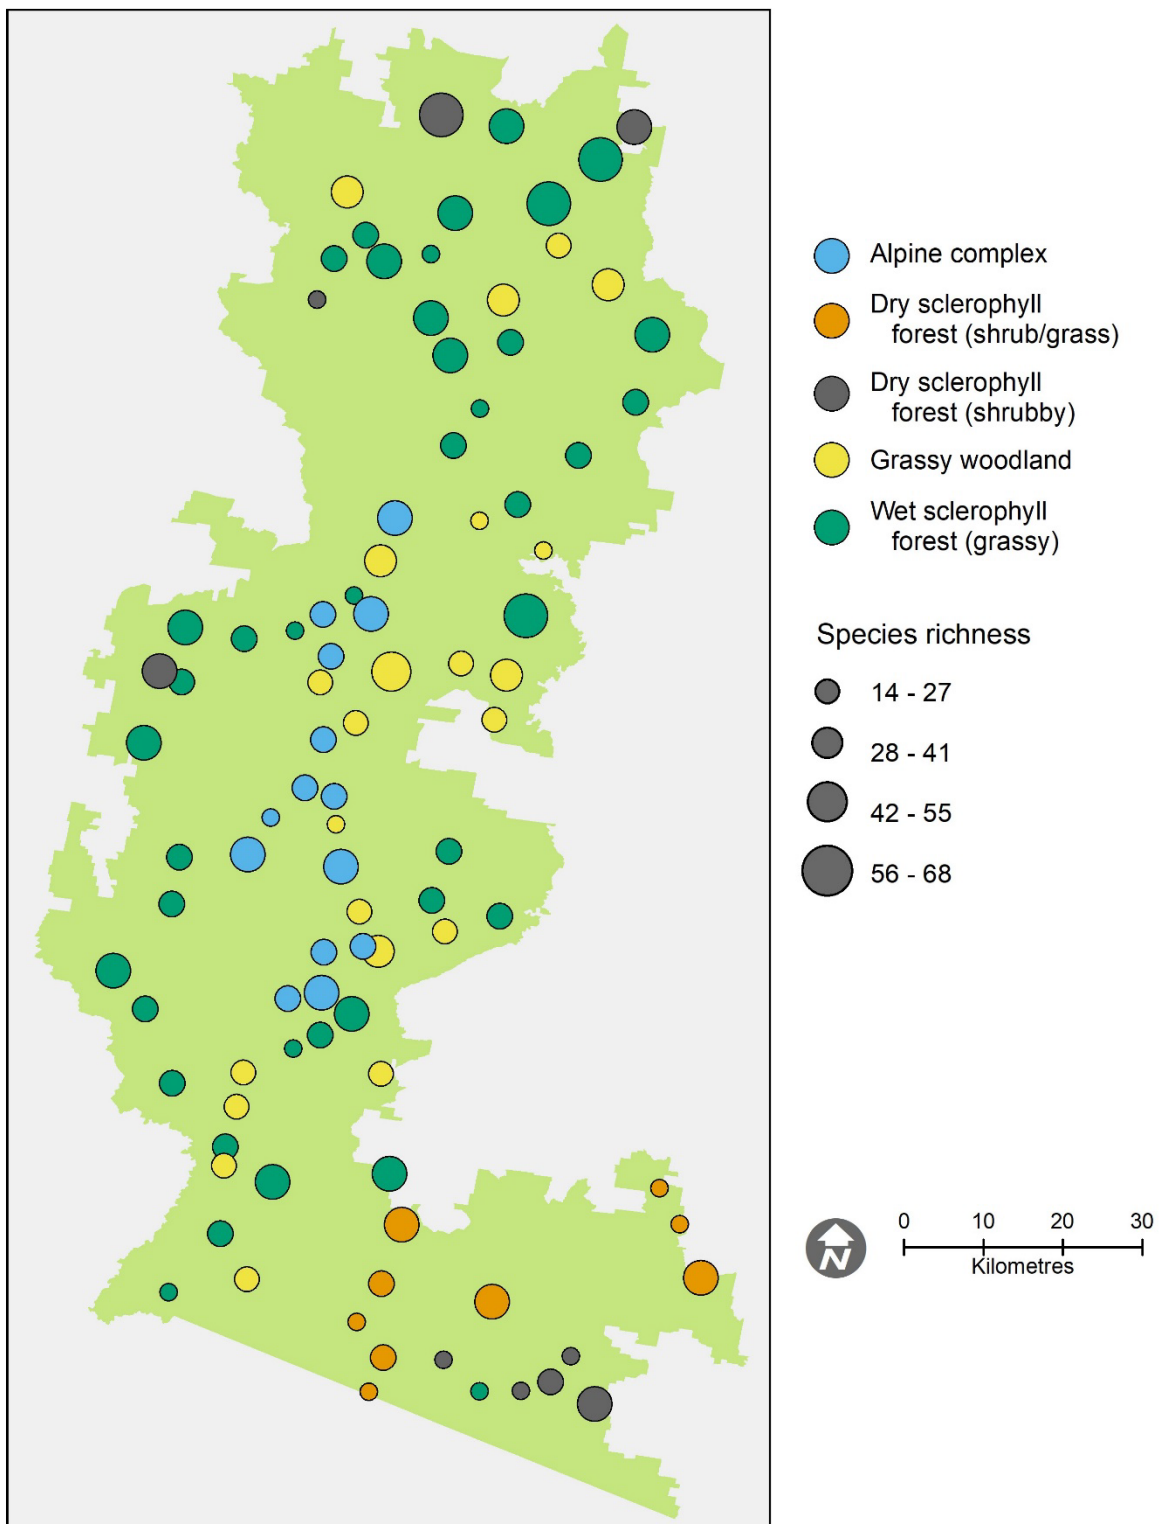 Alpine complex
Dry sclerophyll
forest (shrub/grass)
Dry sclerophyll
forest (shrubby)
Grassy woodland
Wet sclerophyll
forest (grassy)
Species richness
14 - 27
28 - 41
42 - 55
56 - 68
N
0 10 20 30
Kilometres